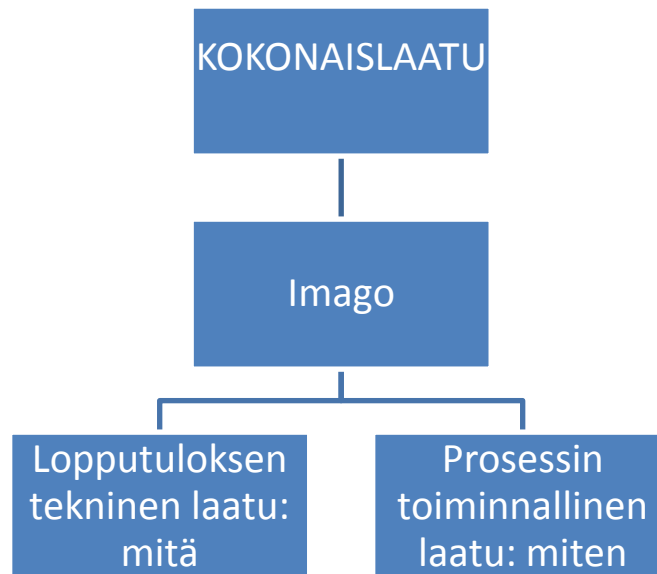 KOKONAISLAATU
Imago
Lopputuloksen
tekninen laatu:
mitä
Prosessin
toiminnallinen
laatu: miten